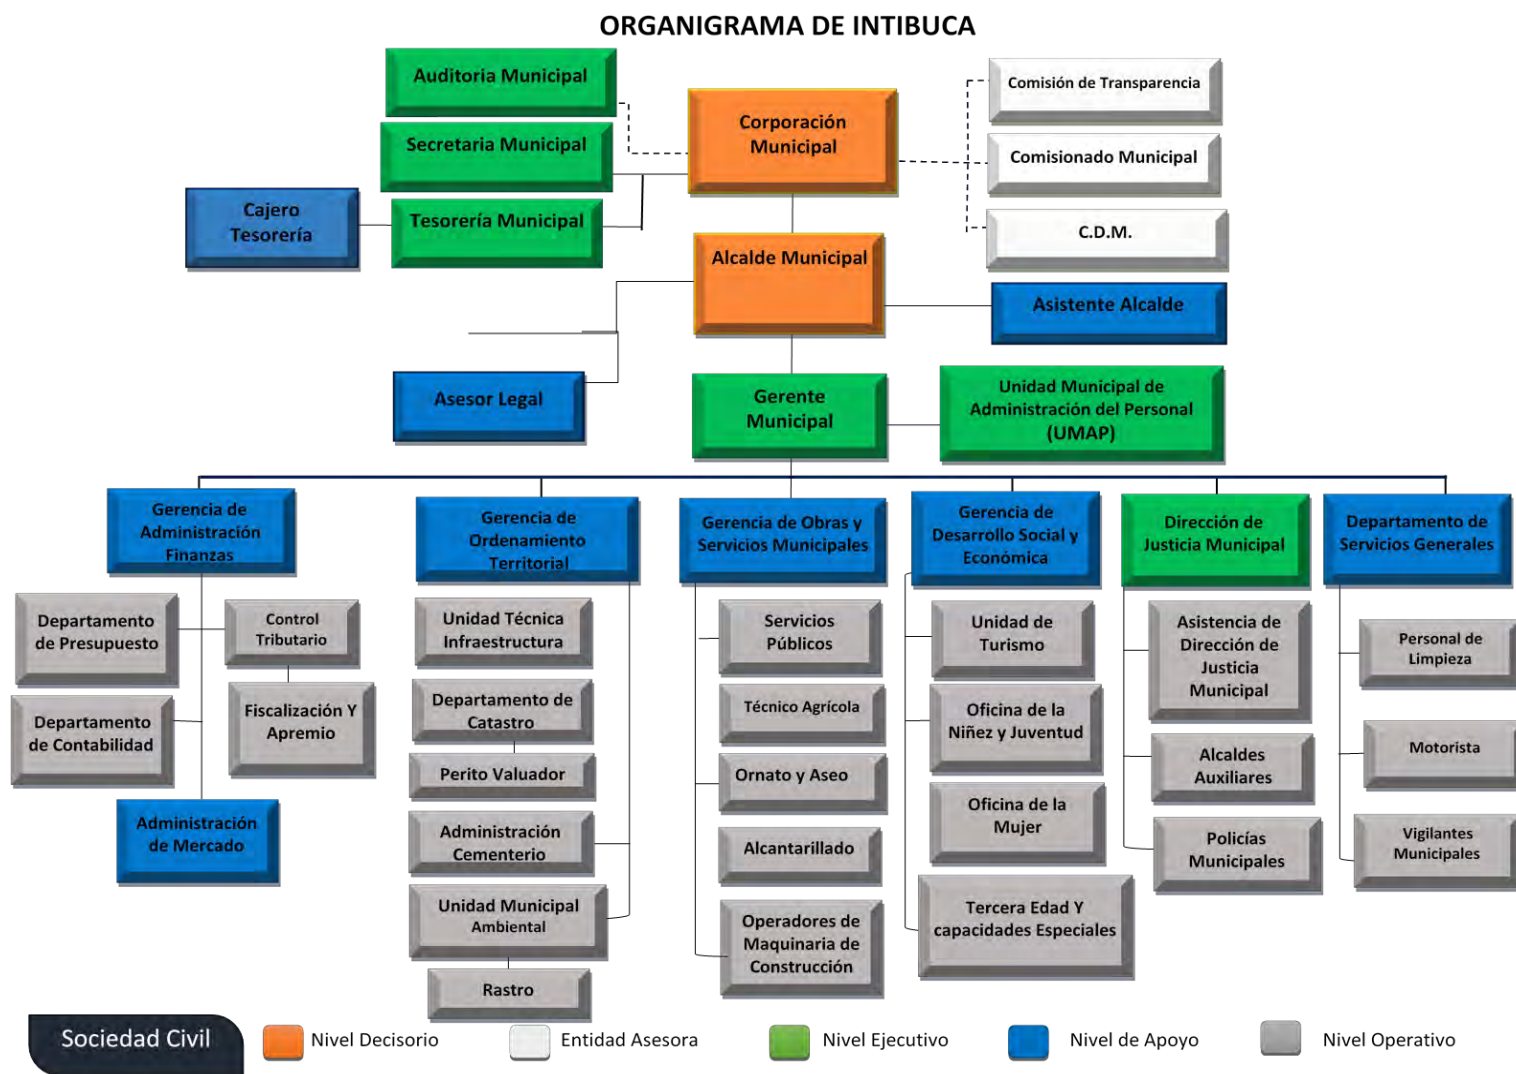 ORGANIGRAMA DE INTIBUCA
Auditoria Municipal
Secretaria Municipal
Tesorería Municipal
Cajero
Tesorería
Corporación
Municipal
Comisión de Transparencia
Comisionado Municipal
C.D.M.
Alcalde Municipal
Asistente Alcalde
Asesor Legal
Gerente
Municipal
Unidad Municipal de
Administración del Personal
(UMAP)
Gerencia de
Administración
Finanzas
Departamento
de Presupuesto
Control
Tributario
Departamento
de Contabilidad
Fiscalización Y
Apremio
Administración
de Mercado
Gerencia de
Ordenamiento
Territorial
Unidad Técnica
Infraestructura
Departamento de
Catastro
Perito Valuador
Administración
Cementerio
Unidad Municipal
Ambiental
Rastro
Gerencia de Obras y
Servicios Municipales
Servicios
Públicos
Técnico Agrícola
Ornato y Aseo
Alcantarillado
Operadores de
Maquinaria de
Construcción
Gerencia de
Desarrollo Social y
Económica
Unidad de
Turismo
Oficina de la
Niñez y Juventud
Oficina de la
Mujer
Tercera Edad Y
capacidades Especiales
Dirección de
Justicia Municipal
Asistencia de
Dirección de
Justicia
Municipal
Alcaldes
Auxiliares
Policías
Municipales
Departamento de
Servicios Generales
Personal de
Limpieza
Motorista
Vigilantes
Municipales
Sociedad Civil
Nivel Decisorio
Entidad Asesora
Nivel Ejecutivo
Nivel de Apoyo
Nivel Operativo